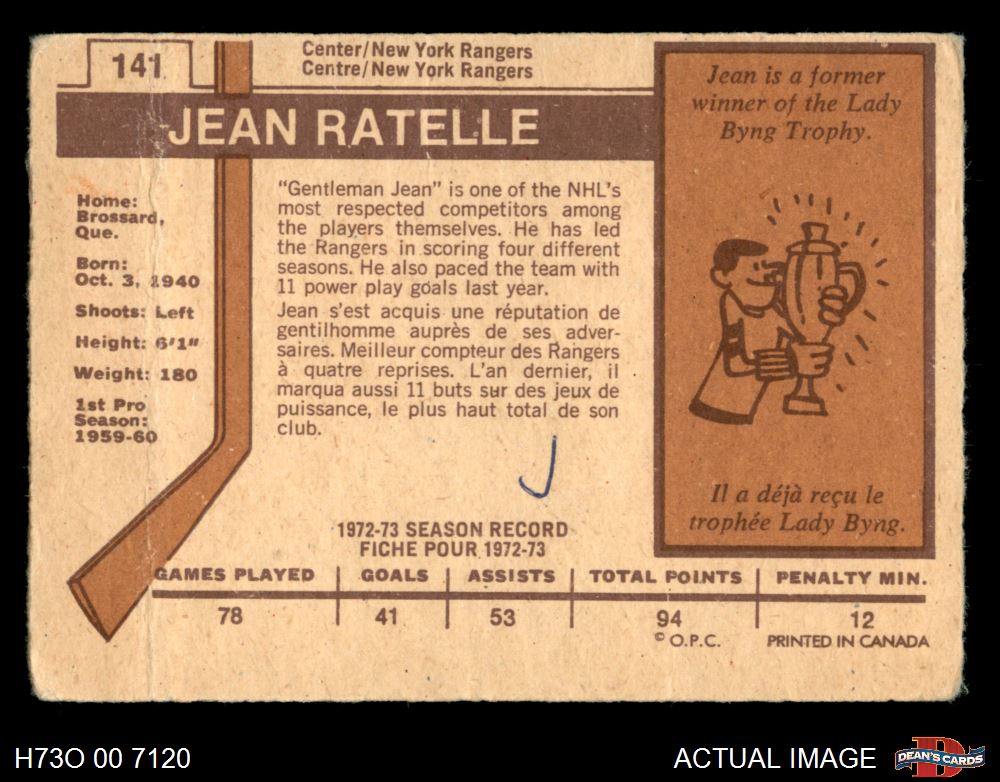 141
Center/New York Rangers
Centre/New York Rangers
JEAN RATELLE
Home:
Brossard,
Que.
Born:
Oct. 3, 1940
Shoots: Left
Height: 6'1"
Weight: 180
1st Pro
Season:
1959-60
"Gentleman Jean" is one of the NHL's
most respected competitors among
the players themselves. He has led
the Rangers in scoring four different
seasons. He also paced the team with
11 power play goals last year.
Jean s'est acquis une réputation de
gentilhomme auprès de ses adver-
saires. Meilleur compteur des Rangers
à quatre reprises. L'an dernier, il
marqua aussi 11 buts sur des jeux de
puissance, le plus haut total de son
club.
Jean is a former
winner of the Lady
Byng Trophy.
Il a déjà reçu le
trophée Lady Byng.
1972-73 SEASON RECORD
FICHE POUR 1972-73
GAMES PLAYED GOALS ASSISTS TOTAL POINTS PENALTY MIN.
78 41 53 94 12
© O.P.C. PRINTED IN CANADA
H73O 00 7120
ACTUAL IMAGE
D
DEAN'S CARDS